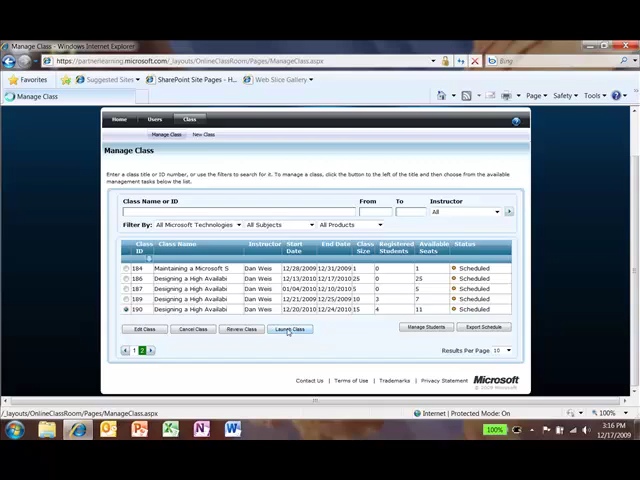 Manage Class - Windows Internet Explorer
https://partnerlearning.microsoft.com/_layouts/OnlineClassRoom/Pages/ManageClass.aspx
Bing
Favorites Suggested Sites SharePoint Site Pages - H... Web Slice Gallery
Manage Class Page Safety Tools
Home Users Class
Manage Class New Class
Manage Class
Enter a class title or ID number, or use the filters to search for it. To manage a class, click the button to the left of the title and then choose from the available
management tasks below the list.
Class Name or ID From To Instructor
All
Filter By: All Microsoft Technologies All Subjects All Products
Class ID Class Name Instructor Start Date End Date Class Size Registered Students Available Seats Status
184 Maintaining a Microsoft S Dan Weis 12/28/2009 12/31/2009 1 0 1 Scheduled
186 Designing a High Availabi Dan Weis 12/13/2010 12/17/2010 25 0 25 Scheduled
187 Designing a High Availabi Dan Weis 01/04/2010 12/10/2010 5 0 5 Scheduled
189 Designing a High Availabi Dan Weis 12/21/2009 12/24/2009 10 3 7 Scheduled
190 Designing a High Availabi Dan Weis 12/20/2010 12/24/2010 15 4 11 Scheduled
Edit Class Cancel Class Review Class Launch Class Manage Students Export Schedule
1 2 Results Per Page 10
Contact Us | Terms of Use | Trademarks | Privacy Statement Microsoft
© 2009 Microsoft
/_layouts/OnlineClassRoom/Pages/ManageClass.aspx Internet | Protected Mode: On 100%
100% 3:16 PM
12/17/2009